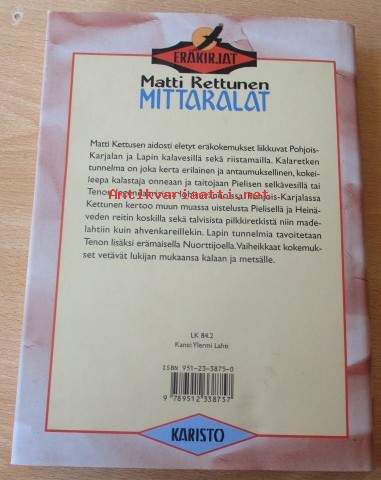 ERÄKIRJAT
Matti Kettunen
MITTAKALAT
Matti Kettusen aidosti eletyt eräkokemukset liikkuvat Pohjois-
Karjalan ja Lapin kalavesillä sekä riistamailla. Kalaretken
tunnelma on joka kerta erilainen ja antaumuksellinen, kokei-
leepa kalastaja onneaan ja taitojaan Pielisen selkävesillä tai
Antikvariaatti.net
Kettunen kertoo muun muassa uistelusta Pielisellä ja Heinä-
veden reitin koskilla sekä talvisista pilkkiretkistä niin made-
lahtiin kuin ahvenkareillekin. Lapin tunnelmia tavoitetaan
Tenon lisäksi erämaisella Nuorttijoella. Vaiheikkaat kokemuk-
set vetävät lukijan mukaansa kalaan ja metsälle.
LK 84.2
Kansi Ylermi Lahti
ISBN 951-23-3875-0
9 789512 338757
KARISTO